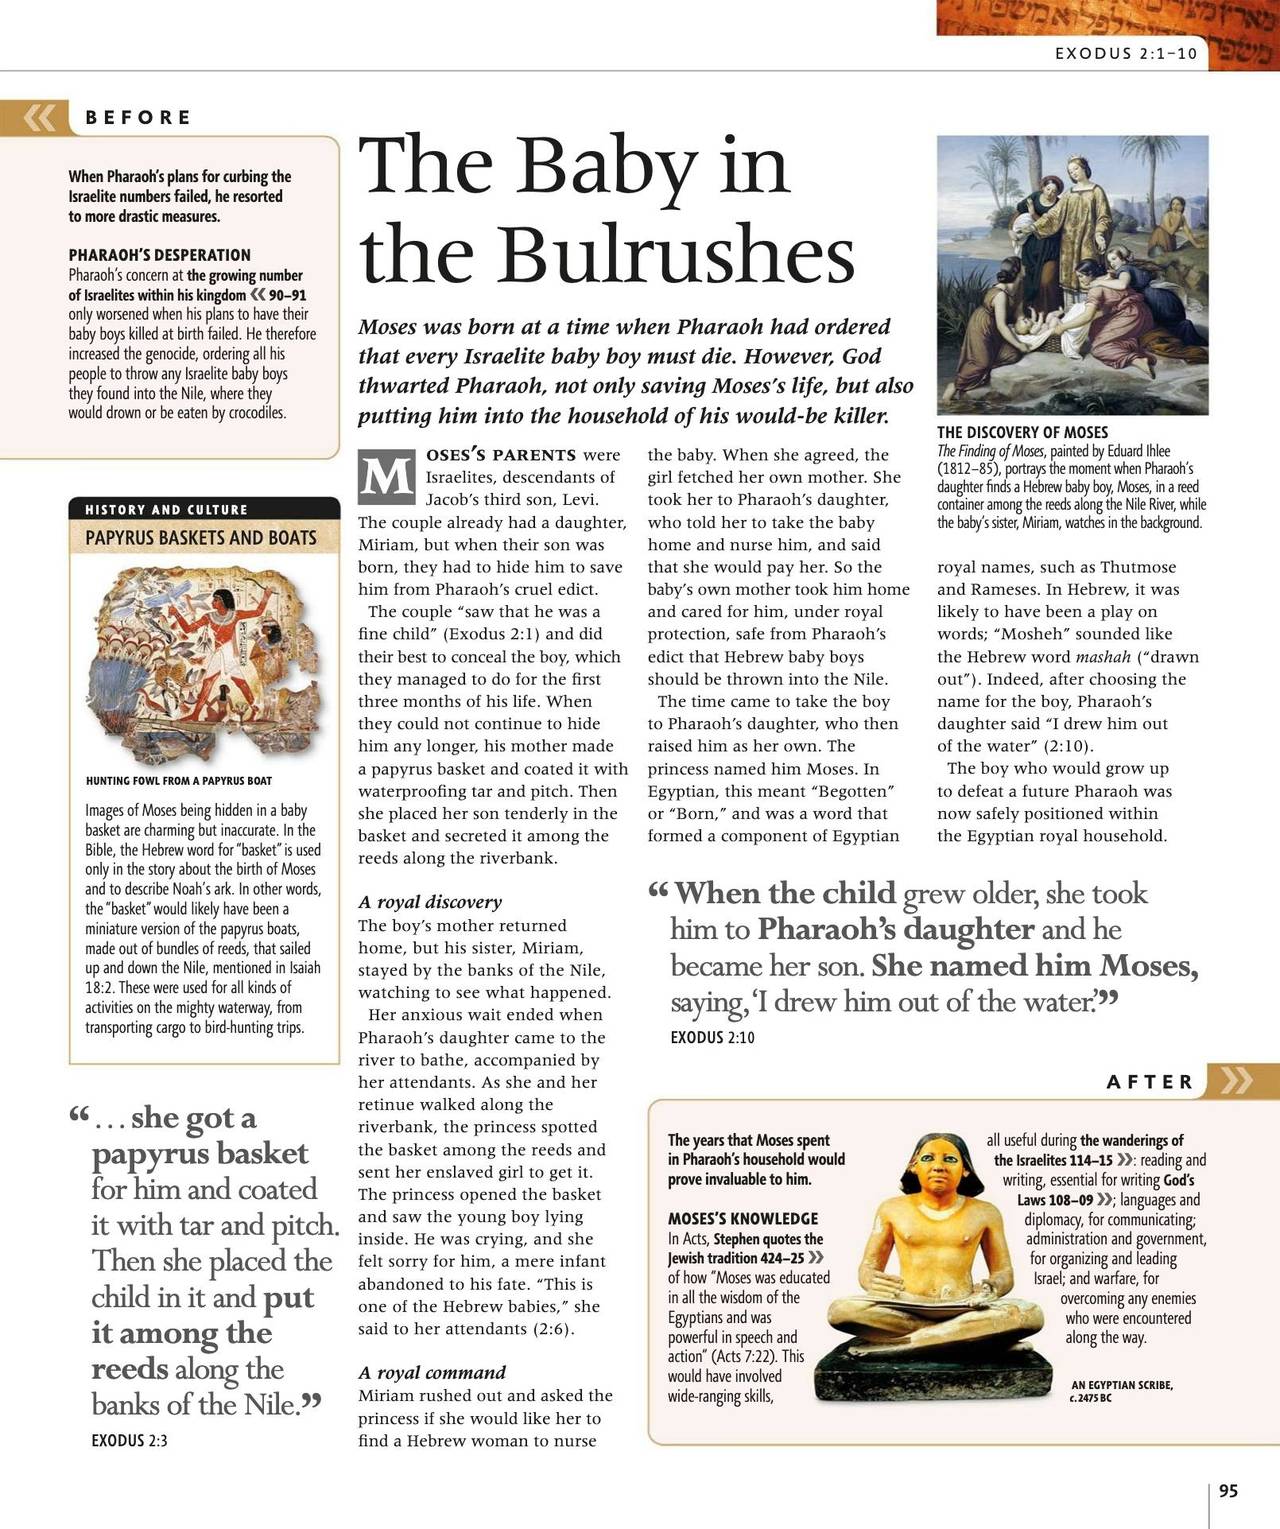 EXODUS 2:1–10
BEFORE
When Pharaoh’s plans for curbing the
Israelite numbers failed, he resorted
to more drastic measures.
PHARAOH’S DESPERATION
Pharaoh’s concern at the growing number
of Israelites within his kingdom « 90–91
only worsened when his plans to have their
baby boys killed at birth failed. He therefore
increased the genocide, ordering all his
people to throw any Israelite baby boys
they found into the Nile, where they
would drown or be eaten by crocodiles.
HISTORY AND CULTURE
PAPYRUS BASKETS AND BOATS
HUNTING FOWL FROM A PAPYRUS BOAT
Images of Moses being hidden in a baby
basket are charming but inaccurate. In the
Bible, the Hebrew word for “basket” is used
only in the story about the birth of Moses
and to describe Noah’s ark. In other words,
the “basket” would likely have been a
miniature version of the papyrus boats,
made out of bundles of reeds, that sailed
up and down the Nile, mentioned in Isaiah
18:2. These were used for all kinds of
activities on the mighty waterway, from
transporting cargo to bird-hunting trips.
“ . . . she got a
papyrus basket
for him and coated
it with tar and pitch.
Then she placed the
child in it and put
it among the
reeds along the
banks of the Nile.”
EXODUS 2:3
The Baby in
the Bulrushes
Moses was born at a time when Pharaoh had ordered
that every Israelite baby boy must die. However, God
thwarted Pharaoh, not only saving Moses’s life, but also
putting him into the household of his would-be killer.
MOSES’S PARENTS were
Israelites, descendants of
Jacob’s third son, Levi.
The couple already had a daughter,
Miriam, but when their son was
born, they had to hide him to save
him from Pharaoh’s cruel edict.
The couple “saw that he was a
fine child” (Exodus 2:1) and did
their best to conceal the boy, which
they managed to do for the first
three months of his life. When
they could not continue to hide
him any longer, his mother made
a papyrus basket and coated it with
waterproofing tar and pitch. Then
she placed her son tenderly in the
basket and secreted it among the
reeds along the riverbank.
A royal discovery
The boy’s mother returned
home, but his sister, Miriam,
stayed by the banks of the Nile,
watching to see what happened.
Her anxious wait ended when
Pharaoh’s daughter came to the
river to bathe, accompanied by
her attendants. As she and her
retinue walked along the
riverbank, the princess spotted
the basket among the reeds and
sent her enslaved girl to get it.
The princess opened the basket
and saw the young boy lying
inside. He was crying, and she
felt sorry for him, a mere infant
abandoned to his fate. “This is
one of the Hebrew babies,” she
said to her attendants (2:6).
A royal command
Miriam rushed out and asked the
princess if she would like her to
find a Hebrew woman to nurse
the baby. When she agreed, the
girl fetched her own mother. She
took her to Pharaoh’s daughter,
who told her to take the baby
home and nurse him, and said
that she would pay her. So the
baby’s own mother took him home
and cared for him, under royal
protection, safe from Pharaoh’s
edict that Hebrew baby boys
should be thrown into the Nile.
The time came to take the boy
to Pharaoh’s daughter, who then
raised him as her own. The
princess named him Moses. In
Egyptian, this meant “Begotten”
or “Born,” and was a word that
formed a component of Egyptian
THE DISCOVERY OF MOSES
The Finding of Moses, painted by Eduard Ihlee
(1812–85), portrays the moment when Pharaoh’s
daughter finds a Hebrew baby boy, Moses, in a reed
container among the reeds along the Nile River, while
the baby’s sister, Miriam, watches in the background.
royal names, such as Thutmose
and Rameses. In Hebrew, it was
likely to have been a play on
words; “Mosheh” sounded like
the Hebrew word mashah (“drawn
out”). Indeed, after choosing the
name for the boy, Pharaoh’s
daughter said “I drew him out
of the water” (2:10).
The boy who would grow up
to defeat a future Pharaoh was
now safely positioned within
the Egyptian royal household.
“ When the child grew older, she took
him to Pharaoh’s daughter and he
became her son. She named him Moses,
saying, ‘I drew him out of the water.’”
EXODUS 2:10
AFTER
The years that Moses spent
in Pharaoh’s household would
prove invaluable to him.
MOSES’S KNOWLEDGE
In Acts, Stephen quotes the
Jewish tradition 424–25 »
of how “Moses was educated
in all the wisdom of the
Egyptians and was
powerful in speech and
action” (Acts 7:22). This
would have involved
wide-ranging skills,
all useful during the wanderings of
the Israelites 114–15 »: reading and
writing, essential for writing God’s
Laws 108–09 »; languages and
diplomacy, for communicating;
administration and government,
for organizing and leading
Israel; and warfare, for
overcoming any enemies
who were encountered
along the way.
AN EGYPTIAN SCRIBE,
c. 2475 BC
95